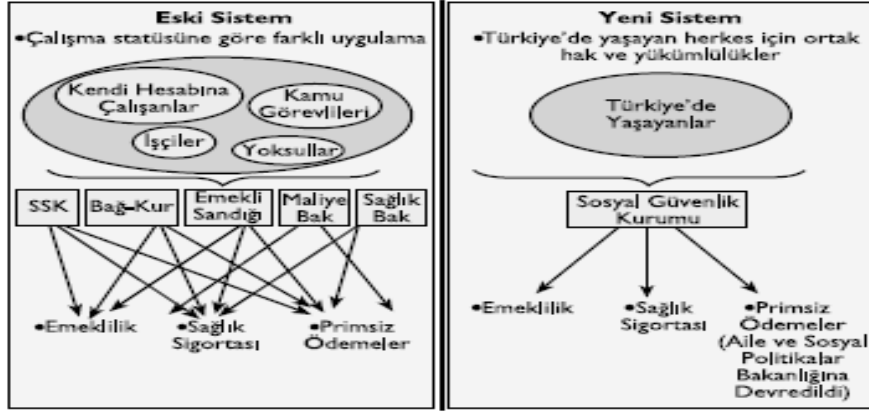 Eski Sistem
•Çalışma statüsüne göre farklı uygulama
Kendi Hesabına
Çalışanlar
Kamu
Görevlileri
İşçiler
Yoksullar
SSK
Bağ-Kur
Emekli
Sandığı
Maliye
Bak
Sağlık
Bak
•Emeklilik
•Sağlık
Sigortası
•Primsiz
Ödemeler
Yeni Sistem
•Türkiye'de yaşayan herkes için ortak
hak ve yükümlülükler
Türkiye'de
Yaşayanlar
Sosyal Güvenlik
Kurumu
•Emeklilik
•Sağlık
Sigortası
•Primsiz
Ödemeler
(Aile ve Sosyal
Politikalar
Bakanlığına
Devredildi)